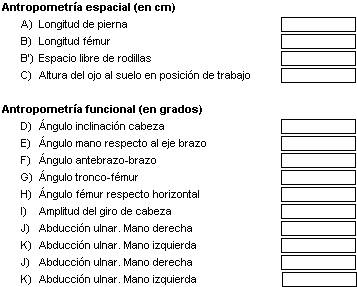 Antropometría espacial (en cm)
A) Longitud de pierna
B) Longitud fémur
B') Espacio libre de rodillas
C) Altura del ojo al suelo en posición de trabajo
Antropometría funcional (en grados)
D) Ángulo inclinación cabeza
E) Ángulo mano respecto al eje brazo
F) Ángulo antebrazo-brazo
G) Ángulo tronco-fémur
H) Ángulo fémur respecto horizontal
I) Amplitud del giro de cabeza
J) Abducción ulnar. Mano derecha
K) Abducción ulnar. Mano izquierda
J) Abducción ulnar. Mano derecha
K) Abducción ulnar. Mano izquierda